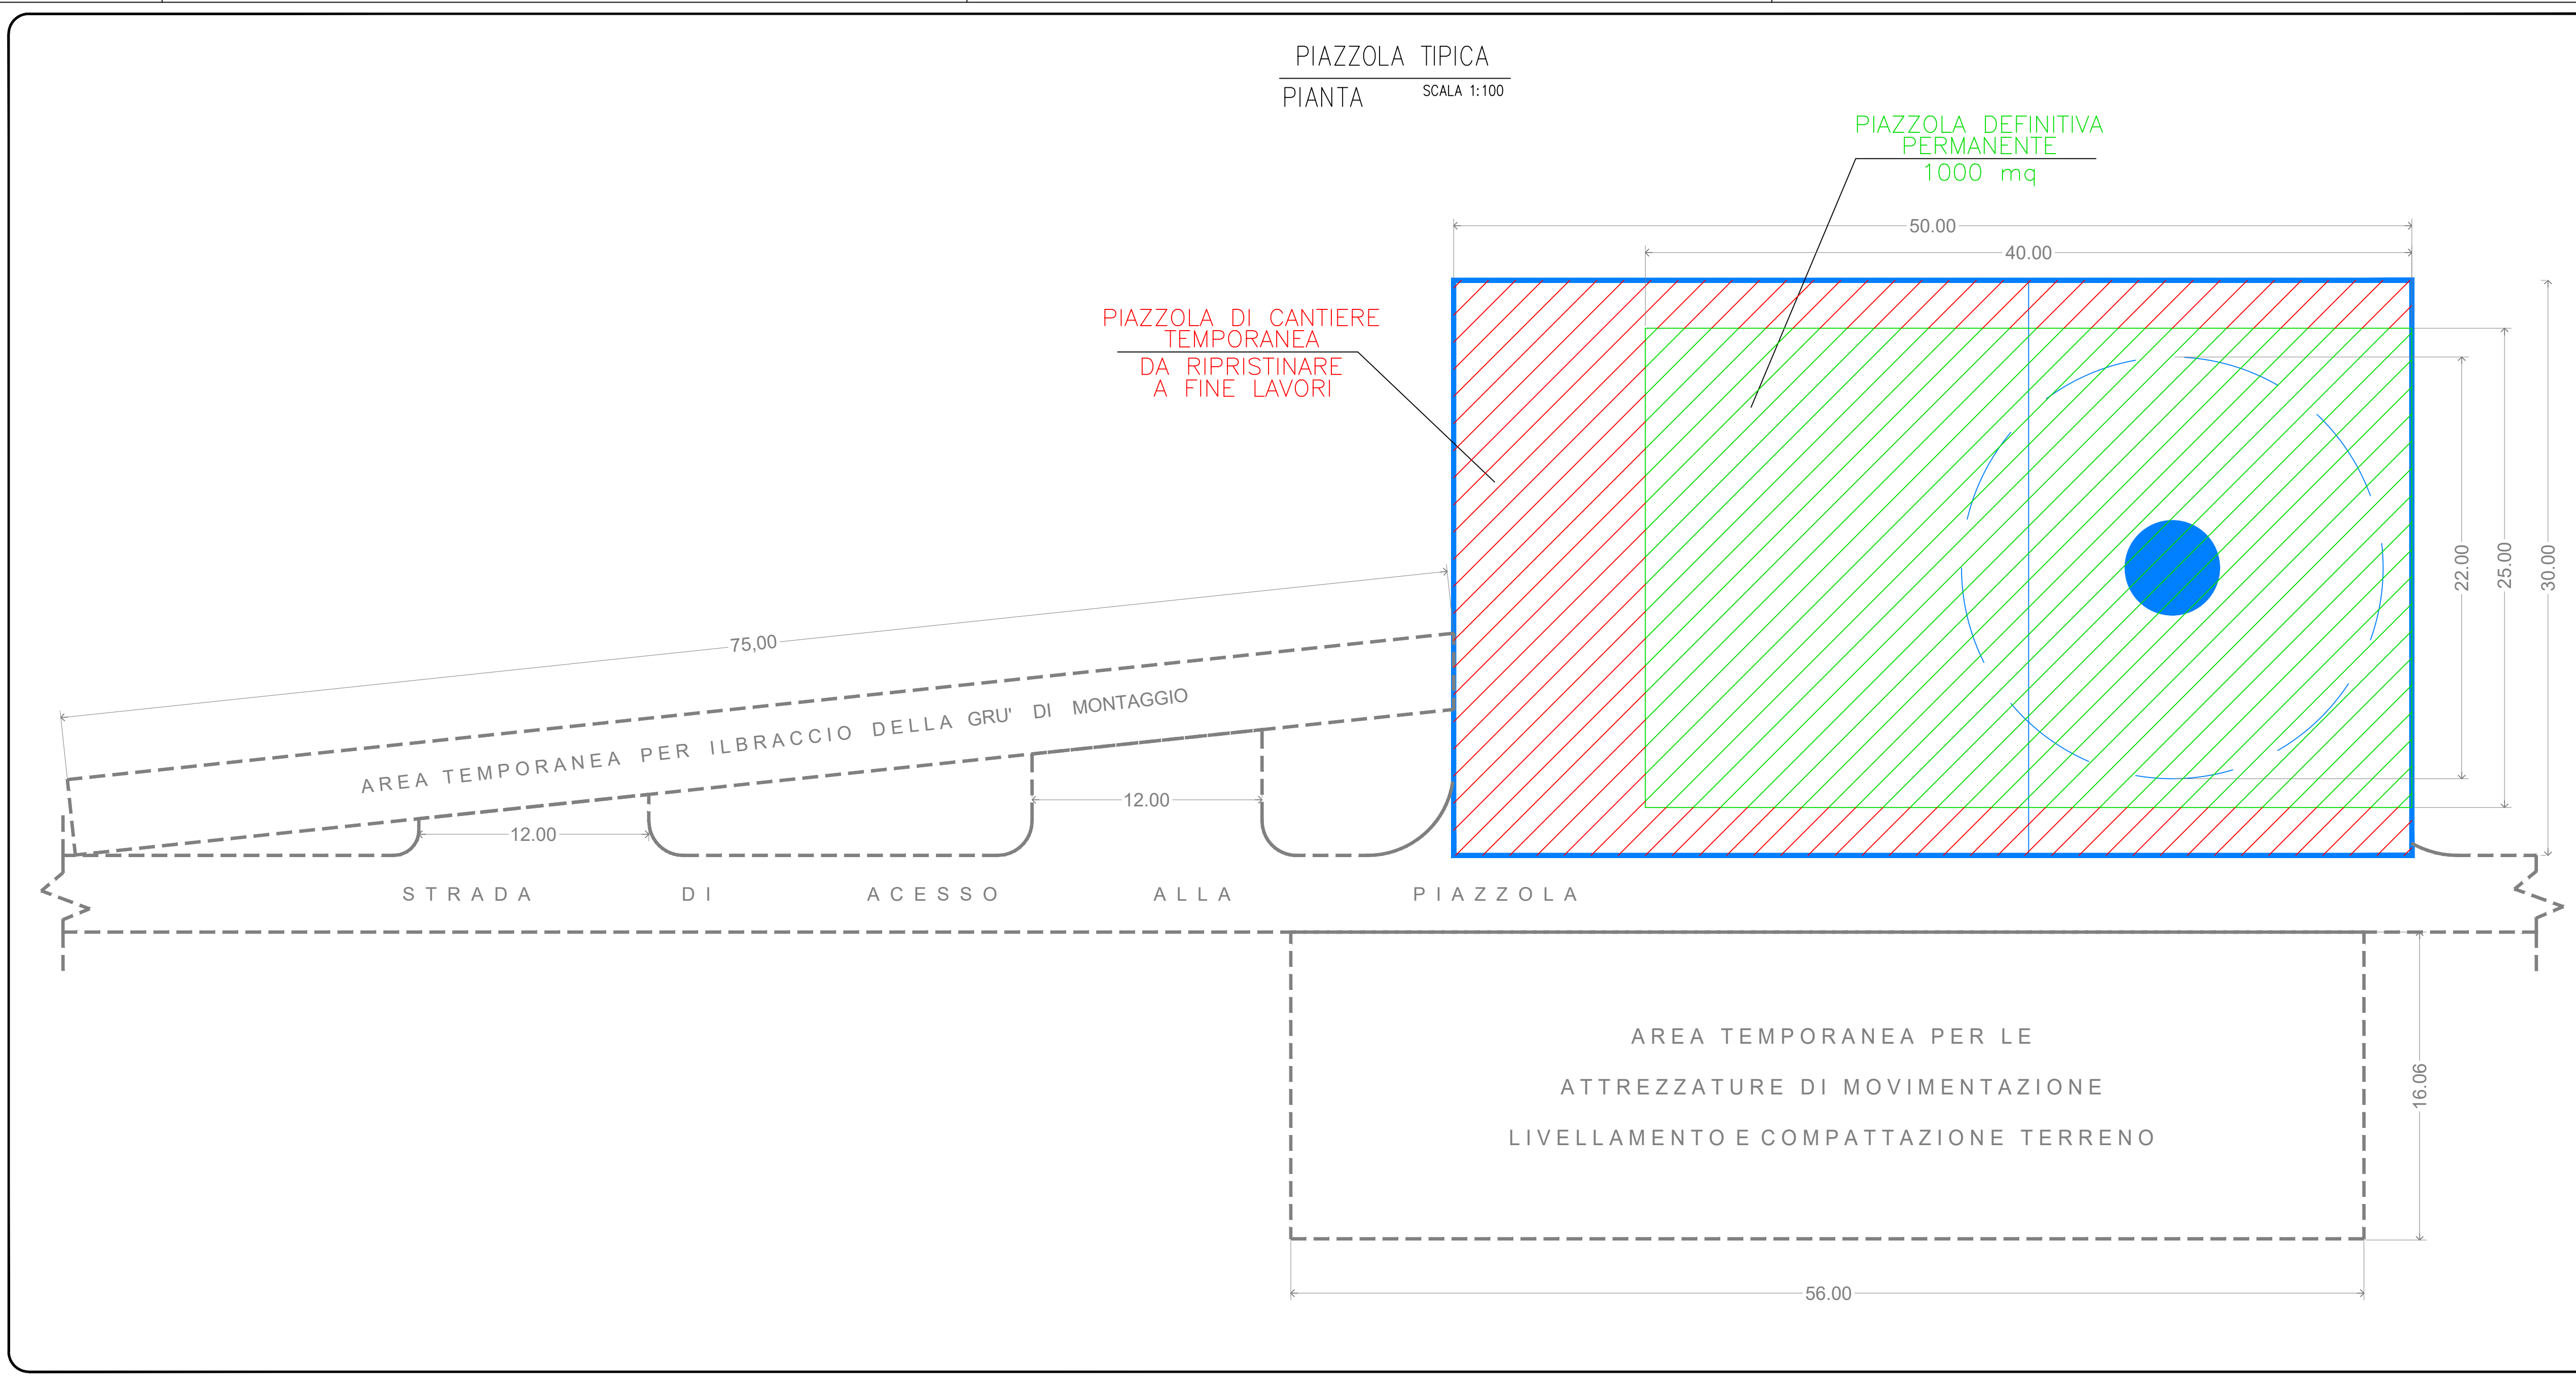 PIAZZOLA TIPICA
PIANTA SCALA 1:100
PIAZZOLA DEFINITIVA
PERMANENTE
1000 mq
50.00
40.00
PIAZZOLA DI CANTIERE
TEMPORANEA
DA RIPRISTINARE
A FINE LAVORI
22.00
25.00
30.00
75,00
AREA TEMPORANEA PER ILBRACCIO DELLA GRU' DI MONTAGGIO
12.00
12.00
STRADA DI ACESSO ALLA PIAZZOLA
AREA TEMPORANEA PER LE
ATTREZZATURE DI MOVIMENTAZIONE
LIVELLAMENTO E COMPATTAZIONE TERRENO
16.06
56.00